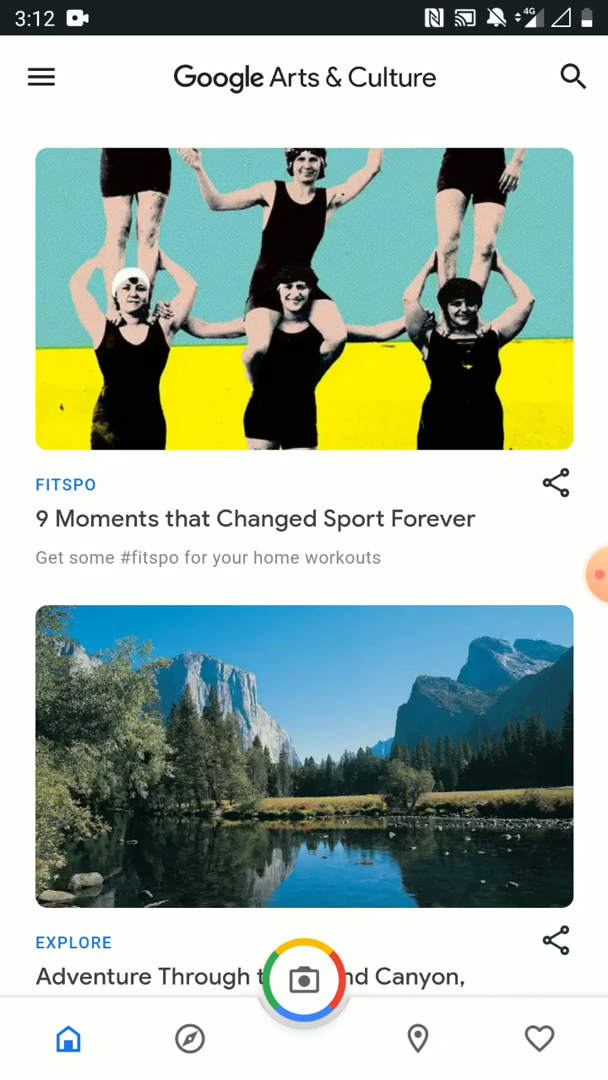 3:12
4G
Google Arts & Culture
FITSPO
9 Moments that Changed Sport Forever
Get some #fitspo for your home workouts
EXPLORE
Adventure Through nd Canyon,